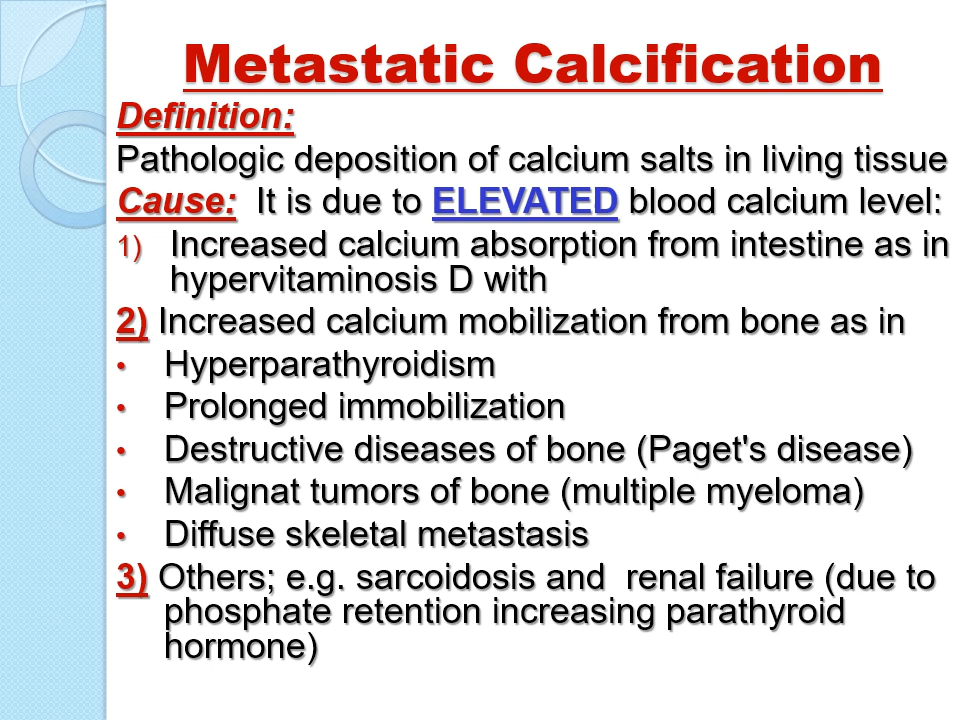 Metastatic Calcification
Definition:
Pathologic deposition of calcium salts in living tissue
Cause: It is due to ELEVATED blood calcium level:
1) Increased calcium absorption from intestine as in
hypervitaminosis D with
2) Increased calcium mobilization from bone as in
• Hyperparathyroidism
• Prolonged immobilization
• Destructive diseases of bone (Paget's disease)
• Malignat tumors of bone (multiple myeloma)
• Diffuse skeletal metastasis
3) Others; e.g. sarcoidosis and renal failure (due to
phosphate retention increasing parathyroid
hormone)